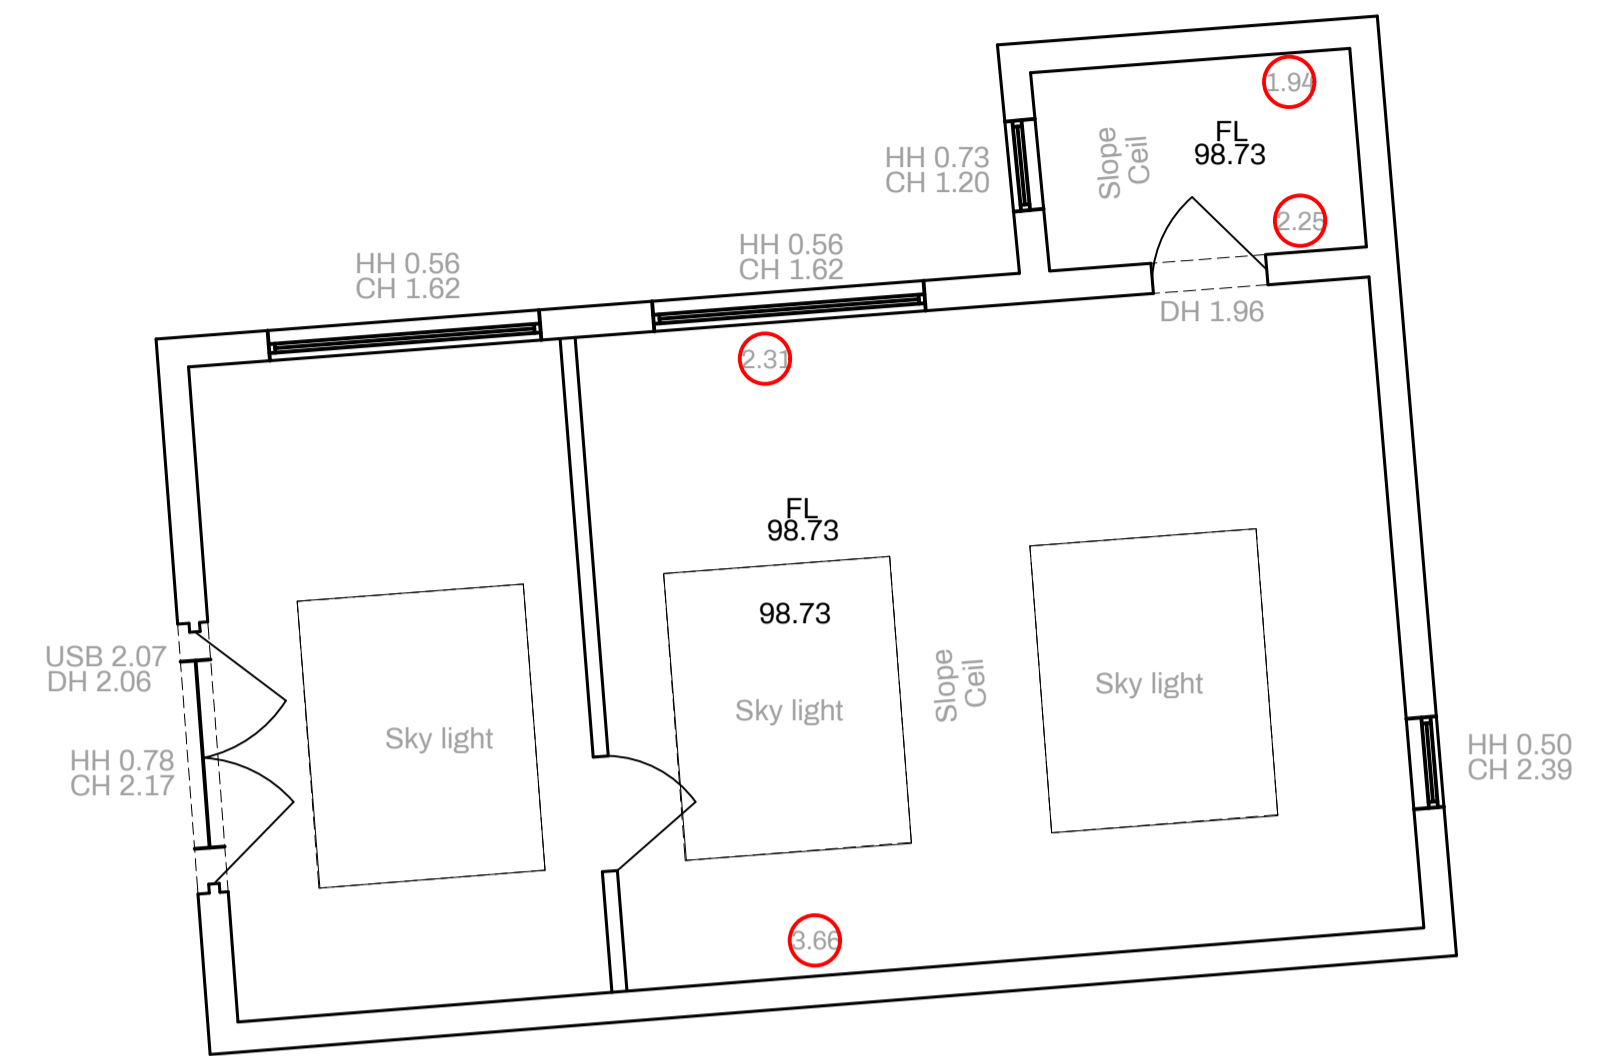 1.94
FL
98.73
Slope
Ceil
HH 0.73
CH 1.20
2.25
HH 0.56
CH 1.62
HH 0.56
CH 1.62
DH 1.96
2.31
FL
98.73
98.73
USB 2.07
DH 2.06
Slope
Ceil
Sky light
Sky light
Sky light
HH 0.78
CH 2.17
HH 0.50
CH 2.39
3.66